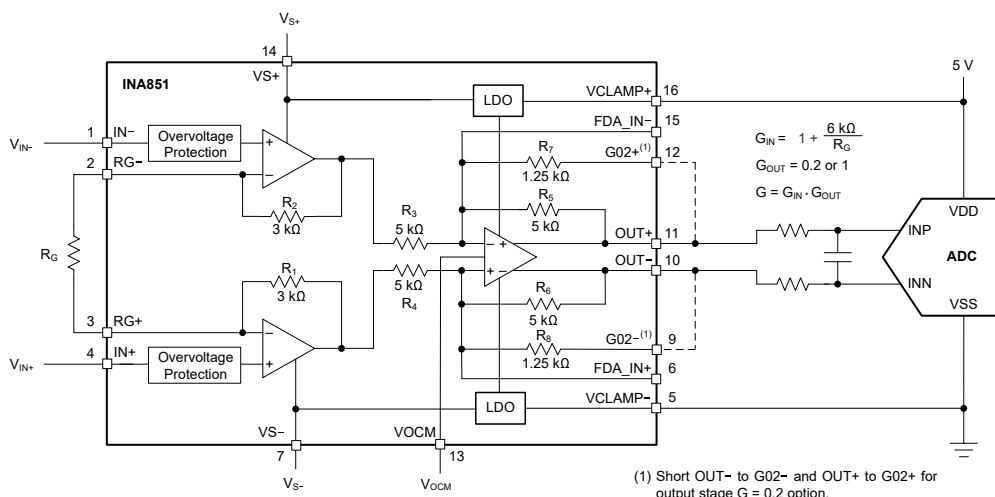 VS+
14
VS+
INA851
5 V
LDO
VCLAMP+
16
FDA_IN−
15
VIN−
1
IN−
Overvoltage
Protection
+
−
2
RG−
R7
1.25 kΩ
G02+(1)
12
GIN = 1 + 6 kΩ
RG
GOUT = 0.2 or 1
G = GIN · GOUT
R2
3 kΩ
R3
5 kΩ
R5
5 kΩ
VDD
RG
− +
OUT+
11
INP
ADC
+ −
OUT−
10
R1
3 kΩ
5 kΩ
R4
R6
5 kΩ
INN
VSS
3
RG+
−
+
R8
1.25 kΩ
G02−(1)
9
VIN+
4
IN+
Overvoltage
Protection
FDA_IN+
6
LDO
VCLAMP−
5
VS−
7
VOCM
13
VS−
VOCM
(1) Short OUT− to G02− and OUT+ to G02+ for
output stage G = 0.2 option.